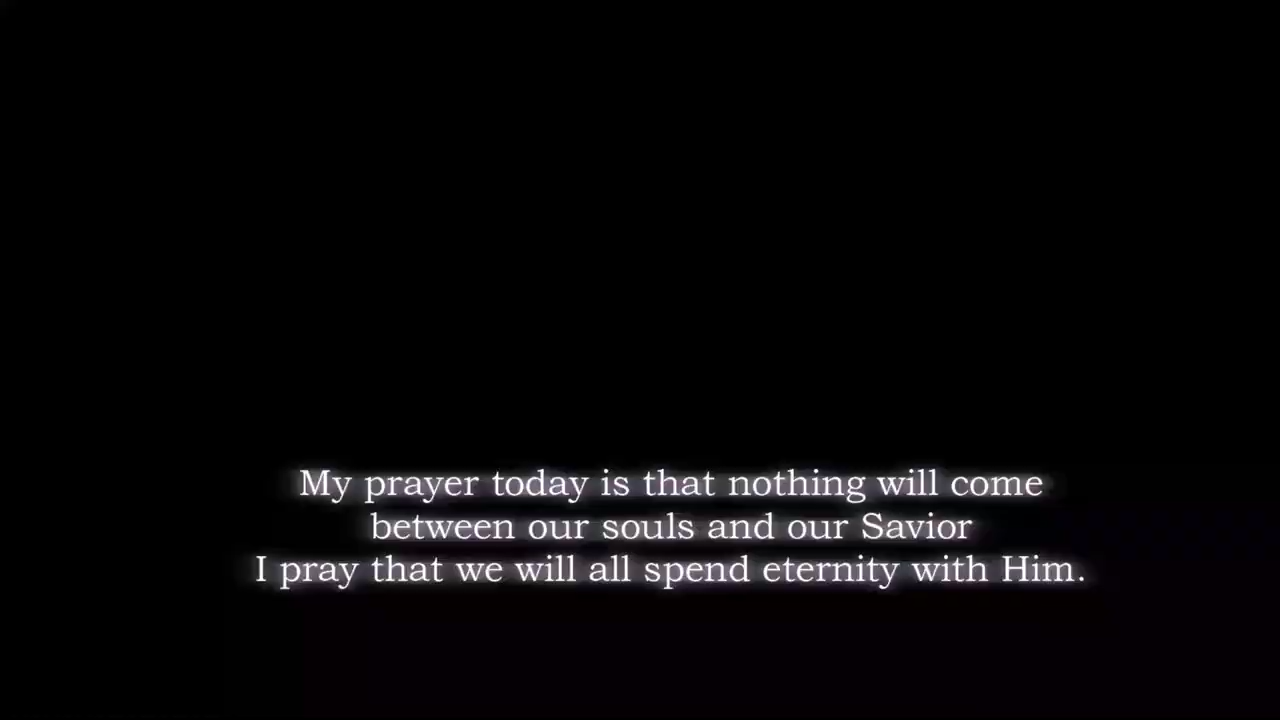 My prayer today is that nothing will come
between our souls and our Savior
I pray that we will all spend eternity with Him.